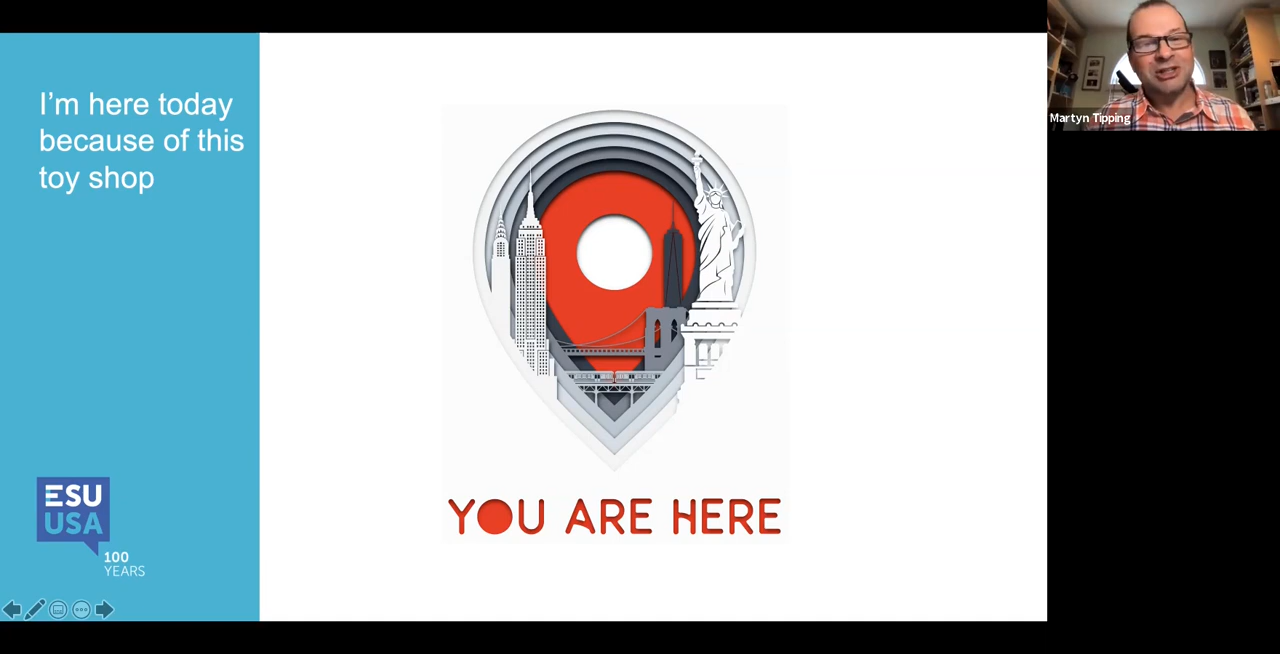 I'm here today
because of this
toy shop
Martyn Tipping
YOU ARE HERE
ESU
USA
100
YEARS